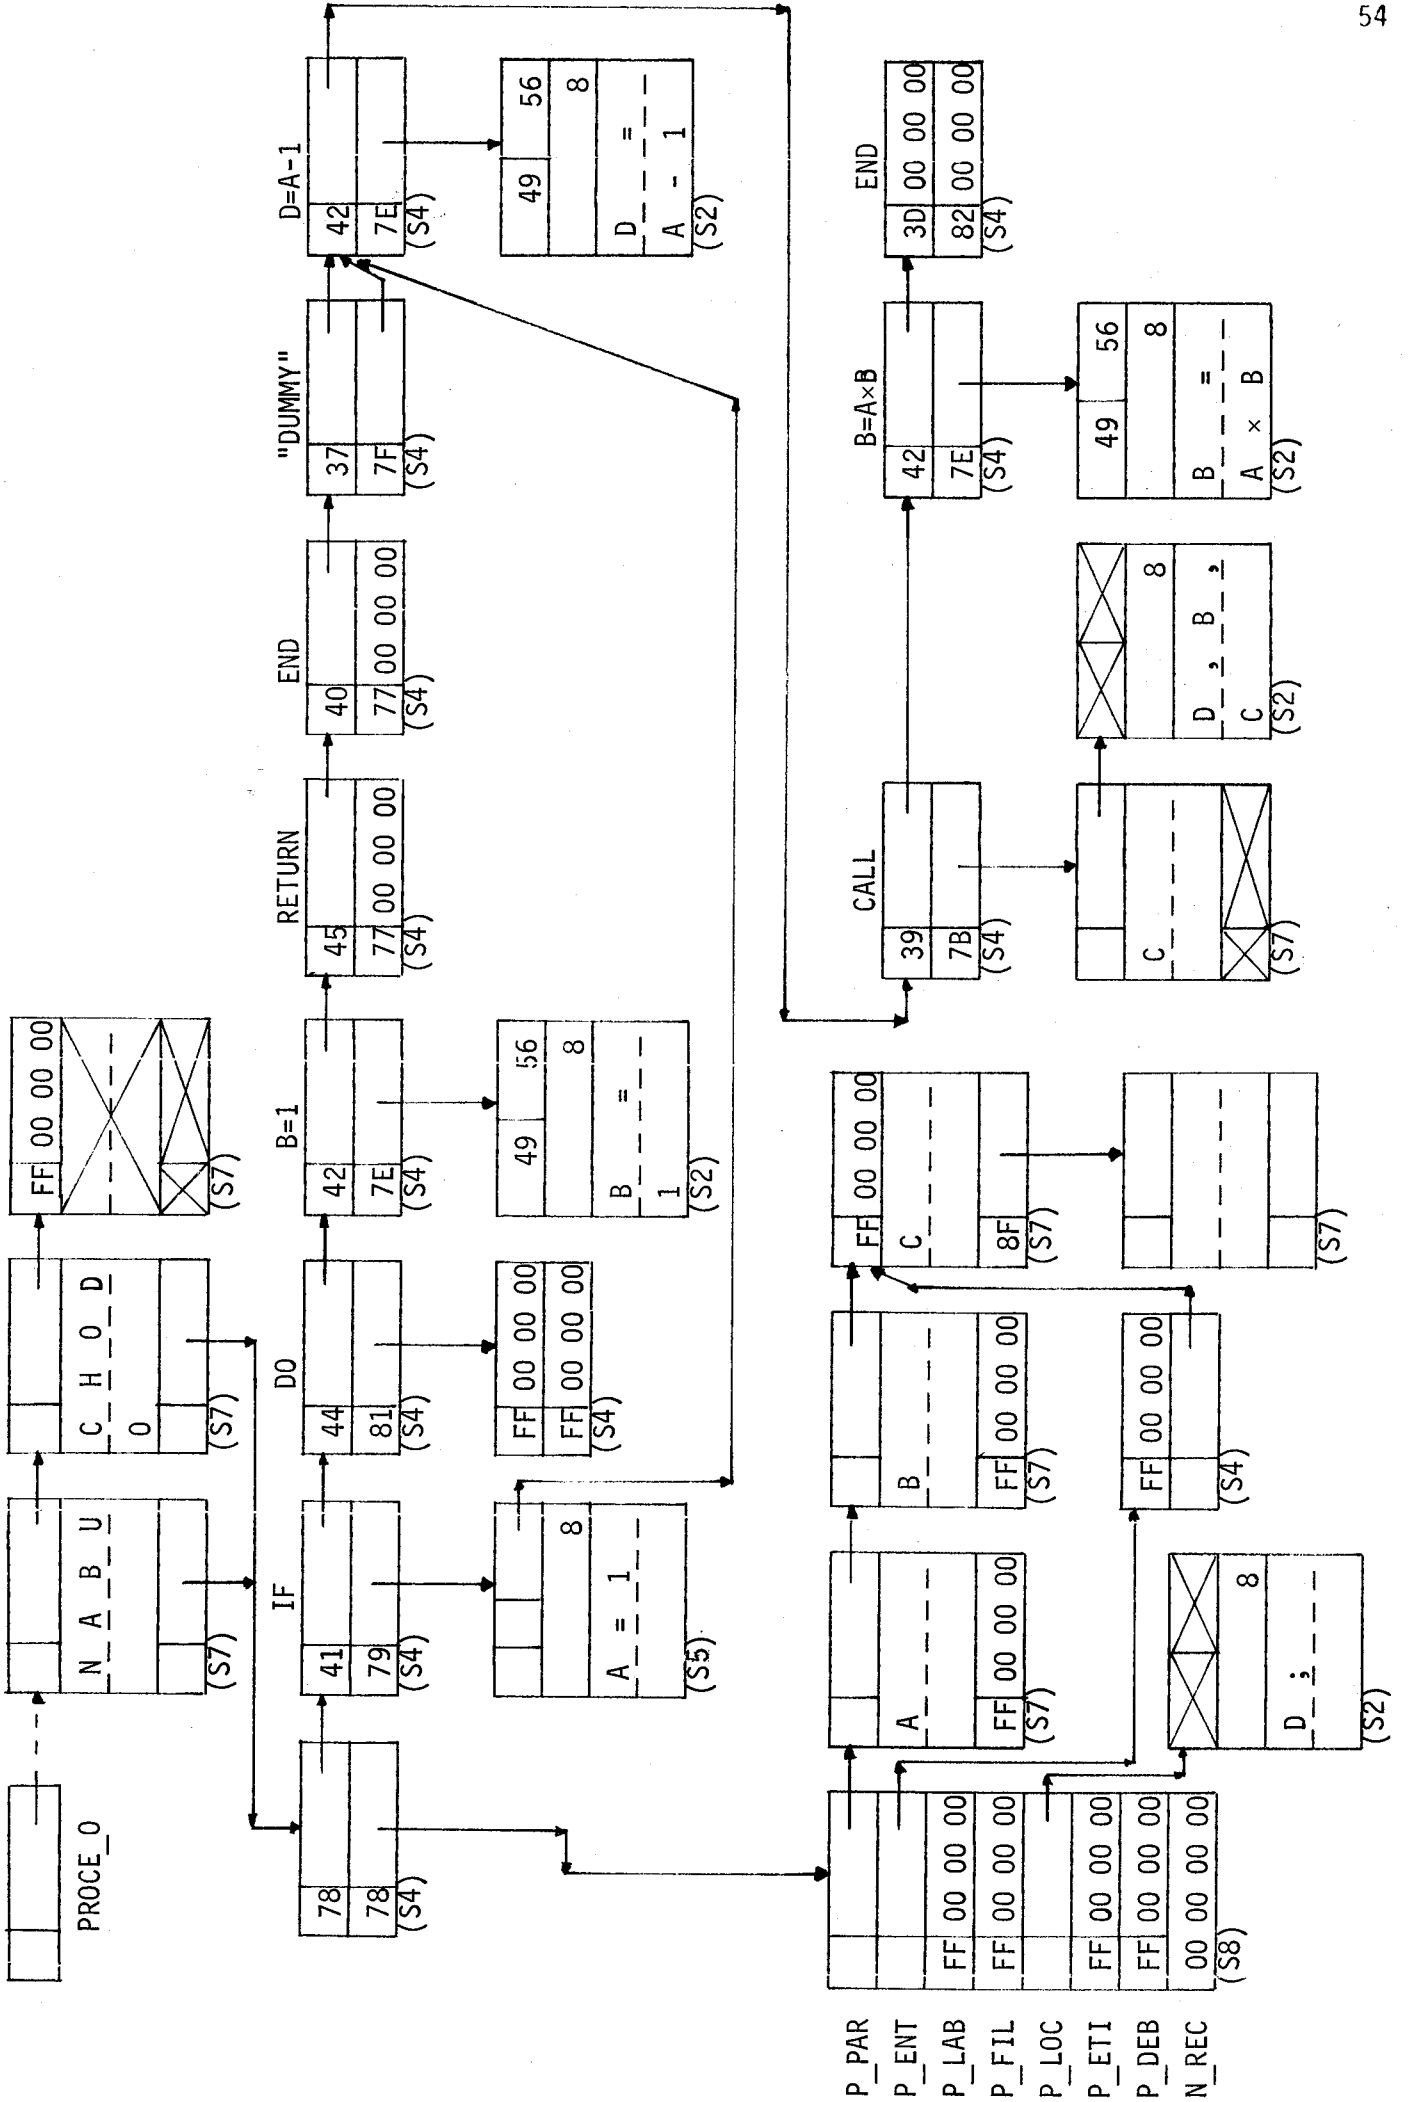 54
PROCE_0
N A B U
(S7)
C H O D
O
(S7)
FF 00 00 00
(S7)
78
78
(S4)
IF
41
79
(S4)
8
A = 1
(S5)
DO
44
81
(S4)
FF 00 00 00
FF 00 00 00
(S4)
B=1
42
7E
(S4)
49 56
8
B =
1
(S2)
RETURN
45
77 00 00 00
(S4)
END
40
77 00 00 00
(S4)
"DUMMY"
37
7F
(S4)
D=A-1
42
7E
(S4)
49 56
8
D =
A - 1
(S2)
P_PAR
P_ENT
P_LAB FF 00 00 00
P_FIL FF 00 00 00
P_LOC
P_ETI FF 00 00 00
P_DEB FF 00 00 00
N_REC 00 00 00 00
(S8)
A
FF 00 00 00
(S7)
B
FF 00 00 00
(S7)
FF 00 00 00
C
8F
(S7)
8
D ;
(S2)
FF 00 00 00
(S4)
(S7)
CALL
39
7B
(S4)
C
(S7)
8
D , B ,
C
(S2)
B=A×B
42
7E
(S4)
49 56
8
B =
A × B
(S2)
END
3D 00 00 00
82 00 00 00
(S4)